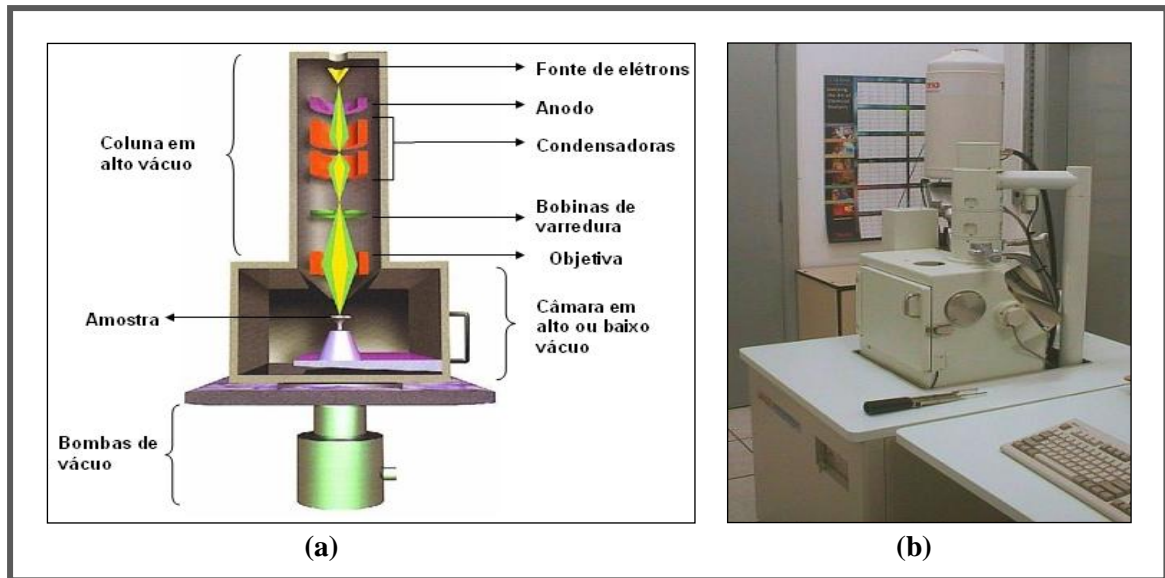 Fonte de elétrons
Anodo
Coluna em
alto vácuo
Condensadoras
Bobinas de
varredura
Objetiva
Amostra
Câmara em
alto ou baixo
vácuo
Bombas de
vácuo
(a)
(b)